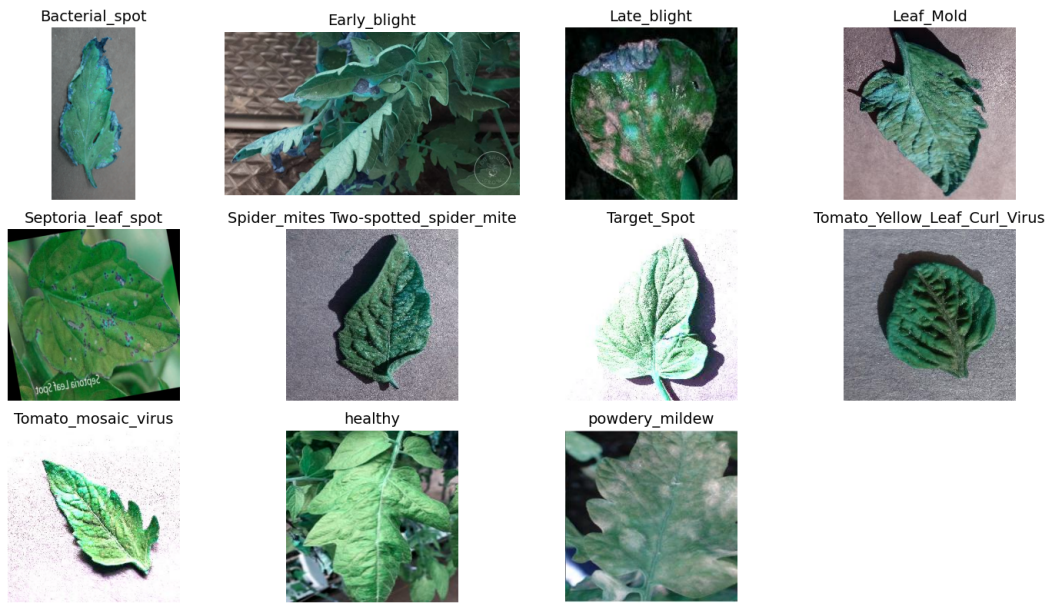 Bacterial_spot
Early_blight
Late_blight
Leaf_Mold
Septoria_leaf_spot
Spider_mites Two-spotted_spider_mite
Target_Spot
Tomato_Yellow_Leaf_Curl_Virus
Septoria Leaf Spot
Tomato_mosaic_virus
healthy
powdery_mildew